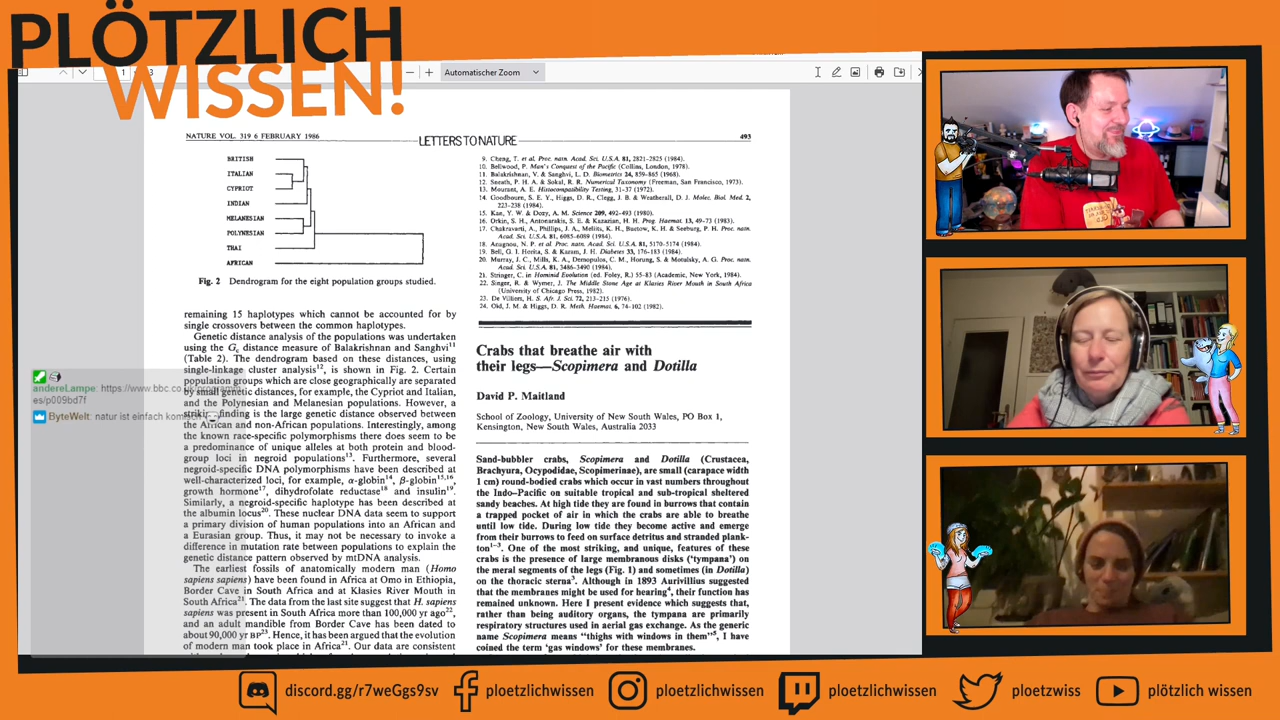 PLÖTZLICH
WISSEN!
Automatischer Zoom
NATURE VOL. 319 6 FEBRUARY 1986
LETTERS TO NATURE
493
BRITISH
ITALIAN
CYPRIOT
INDIAN
MELANESIAN
POLYNESIAN
THAI
AFRICAN
Fig. 2 Dendrogram for the eight population groups studied.
remaining 15 haplotypes which cannot be accounted for by
single crossovers between the common haplotypes.
Genetic distance analysis of the populations was undertaken
using the G distance measure of Balakrishnan and Sanghvi11
(Table 2). The dendrogram based on these distances, using
single-linkage cluster analysis12, is shown in Fig. 2. Certain
population groups which are close geographically are separated
by small genetic distances, for example, the Cypriot and Italian,
and the Polynesian and Melanesian populations. However, a
striking finding is the large genetic distance observed between
the African and non-African populations. Interestingly, among
the known race-specific polymorphisms there does seem to be
a predominance of unique alleles at both protein and blood-
group loci in negroid populations13. Furthermore, several
negroid-specific DNA polymorphisms have been described at
well-characterized loci, for example, α-globin14, β-globin15,16,
growth hormone17, dihydrofolate reductase18 and insulin19.
Similarly, a negroid-specific haplotype has been described at
the albumin locus20. These nuclear DNA data seem to support
a primary division of human populations into an African and
a Eurasian group. Thus, it may not be necessary to invoke a
difference in mutation rate between populations to explain the
genetic distance pattern observed by mtDNA analysis.
The earliest fossils of anatomically modern man (Homo
sapiens sapiens) have been found in Africa at Omo in Ethiopia,
Border Cave in South Africa and at Klasies River Mouth in
South Africa21. The data from the last site suggest that H. sapiens
sapiens was present in South Africa more than 100,000 yr ago22,
and an adult mandible from Border Cave has been dated to
about 90,000 yr BP23. Hence, it has been argued that the evolution
of modern man took place in Africa21. Our data are consistent
9. Cheng, T. et al. Proc. natn. Acad. Sci. U.S.A. 81, 2821-2825 (1984).
10. Bellwood, P. Man's Conquest of the Pacific (Collins, London, 1978).
11. Balakrishnan, V. & Sanghvi, L. D. Biometrics 24, 859-865 (1968).
12. Sneath, P. H. A. & Sokal, R. R. Numerical Taxonomy (Freeman, San Francisco, 1973).
13. Mourant, A. E. Histocompatibility Testing, 31-37 (1972).
14. Goodbourn, S. E. Y., Higgs, D. R., Clegg, J. B. & Weatherall, D. J. Molec. Biol. Med. 2,
223-238 (1984).
15. Kan, Y. W. & Dozy, A. M. Science 209, 492-493 (1980).
16. Orkin, S. H., Antonarakis, S. E. & Kazazian, H. H. Prog. Haemat. 13, 49-73 (1983).
17. Chakravarti, A., Phillips, J. A., Mellits, K. H., Buetow, K. H. & Seeburg, P. H. Proc. natn.
Acad. Sci. U.S.A. 81, 6085-6089 (1984).
18. Anagnou, N. P. et al. Proc. natn. Acad. Sci. U.S.A. 81, 5170-5174 (1984).
19. Bell, G. I. Horita, S. & Karam, J. H. Diabetes 33, 176-183 (1984).
20. Murray, J. C., Mills, K. A., Demopulos, C. M., Hornung, S. & Motulsky, A. G. Proc. natn.
Acad. Sci. U.S.A. 81, 3486-3490 (1984).
21. Stringer, C. in Hominid Evolution (ed. Foley, R.) 55-83 (Academic, New York, 1984).
22. Singer, R. & Wymer, J. The Middle Stone Age at Klasies River Mouth in South Africa
(University of Chicago Press, 1982).
23. De Villiers, H. S. Afr. J. Sci. 72, 213-215 (1976).
24. Old, J. M. & Higgs, D. R. Meth. Haemat. 6, 74-102 (1982).
Crabs that breathe air with
their legs—Scopimera and Dotilla
David P. Maitland
School of Zoology, University of New South Wales, PO Box 1,
Kensington, New South Wales, Australia 2033
Sand-bubbler crabs, Scopimera and Dotilla (Crustacea,
Brachyura, Ocypodidae, Scopimerinae), are small (carapace width
1 cm) round-bodied crabs which occur in vast numbers throughout
the Indo-Pacific on suitable tropical and sub-tropical sheltered
sandy beaches. At high tide they are found in burrows that contain
a trapped pocket of air in which the crabs are able to breathe
until low tide. During low tide they become active and emerge
from their burrows to feed on surface detritus and stranded plank-
ton1-3. One of the most striking, and unique, features of these
crabs is the presence of large membranous disks ('tympana') on
the meral segments of the legs (Fig. 1) and sometimes (in Dotilla)
on the thoracic sterna3. Although in 1893 Aurivillius suggested
that the membranes might be used for hearing4, their function has
remained unknown. Here I present evidence which suggests that,
rather than being auditory organs, the tympana are primarily
respiratory structures used in aerial gas exchange. As the generic
name Scopimera means "thighs with windows in them"5, I have
coined the term 'gas windows' for these membranes.
andereLampe: https://www.bbc.co.uk/programm
es/p009bd7f
ByteWelt: natur ist einfach komisch
discord.gg/r7weGgs9sv
ploetzlichwissen
ploetzlichwissen
ploetzlichwissen
ploetzwiss
plötzlich wissen